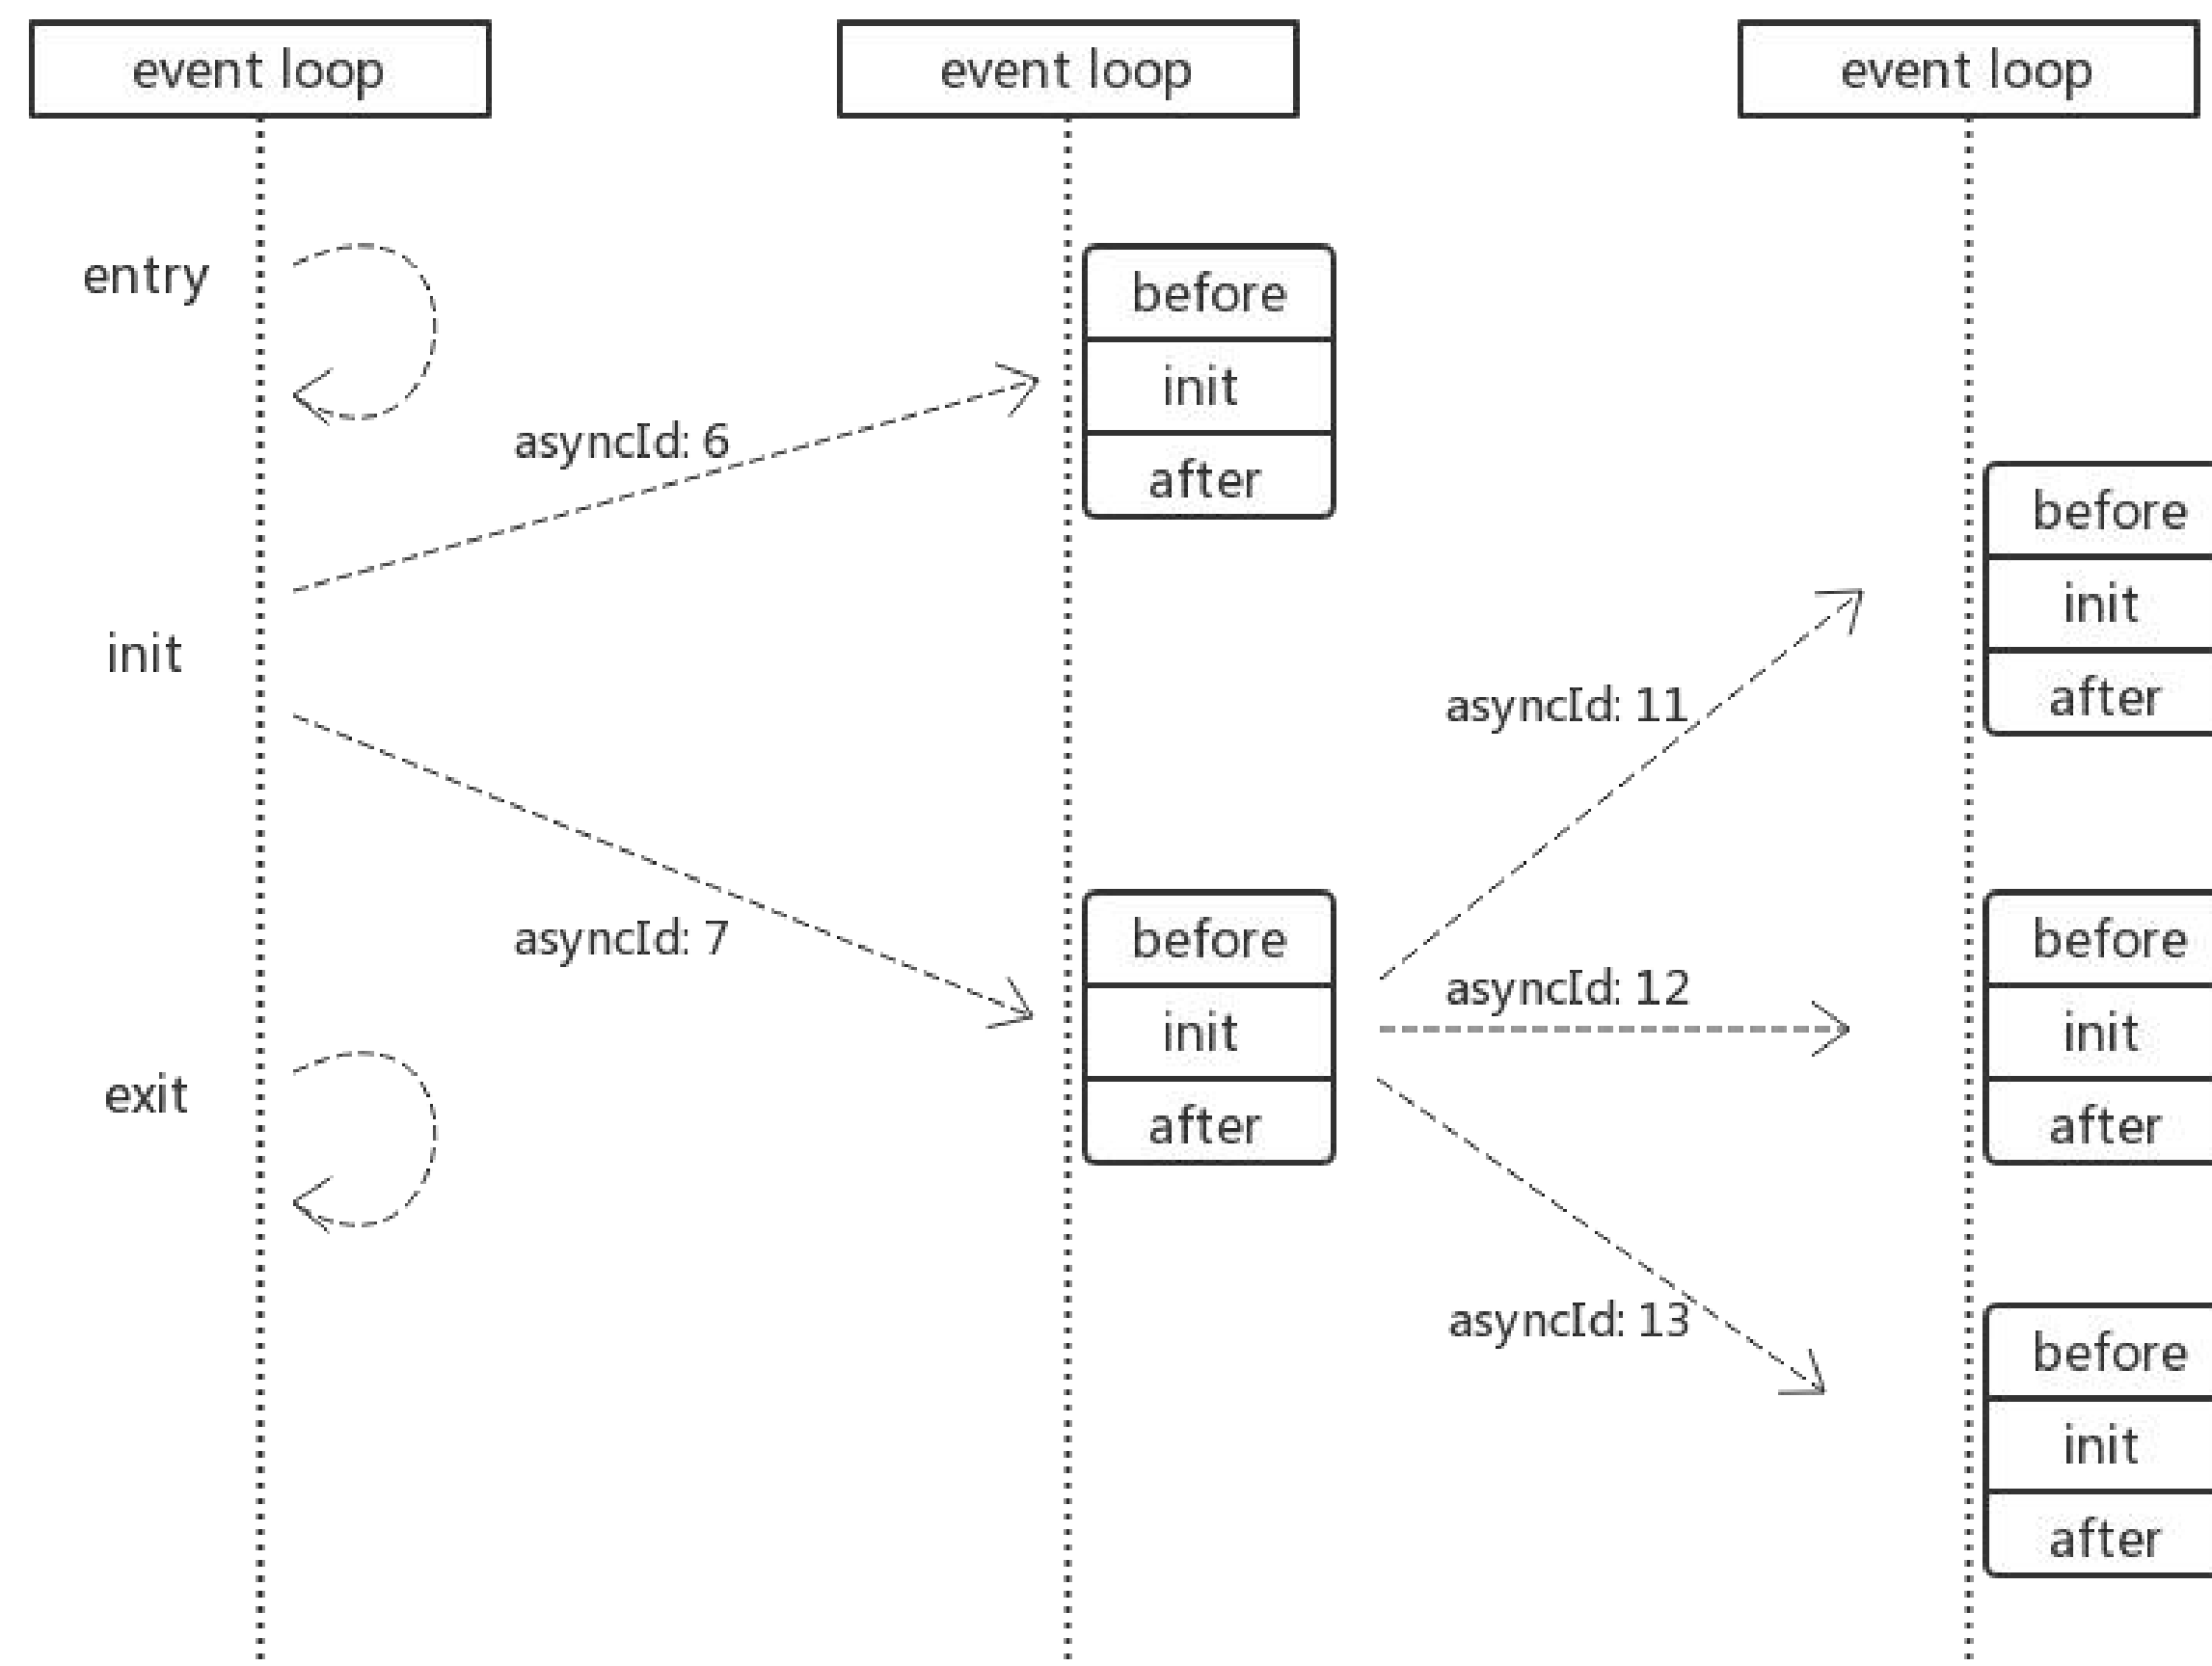 event loop
event loop
event loop
entry
before
init
after
asyncId: 6
before
init
after
init
asyncId: 11
asyncId: 7
before
init
after
asyncId: 12
before
init
after
exit
asyncId: 13
before
init
after